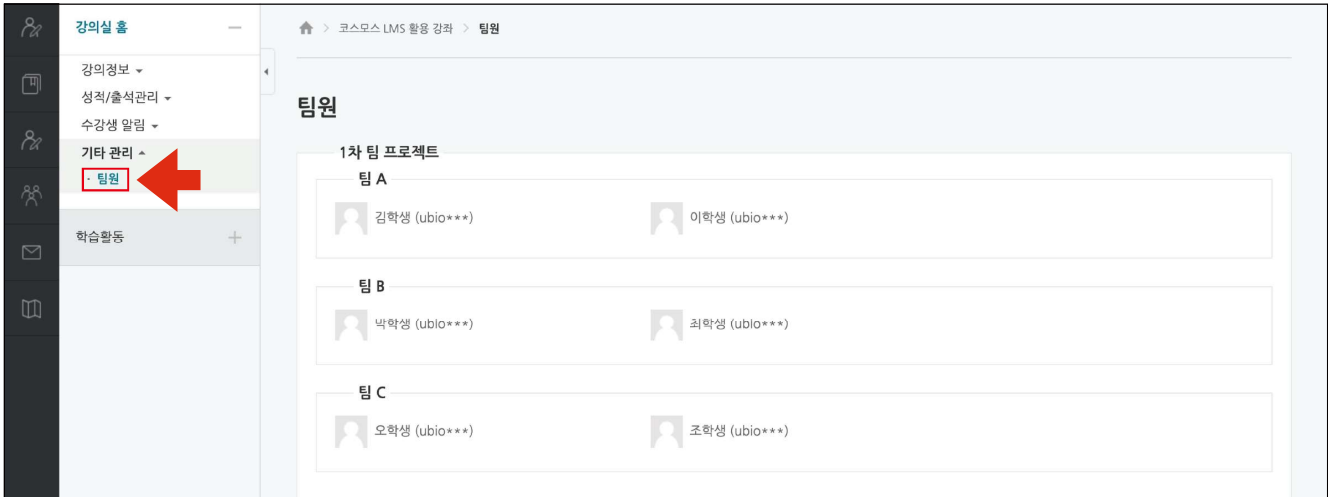 강의실 홈
강의정보
성적/출석관리
수강생 알림
기타 관리
· 팀원
학습활동
코스모스 LMS 활용 강좌 > 팀원
팀원
1차 팀 프로젝트
팀 A
김학생 (ubio***) 이학생 (ubio***)
팀 B
박학생 (ubio***) 최학생 (ubio***)
팀 C
오학생 (ubio***) 조학생 (ubio***)